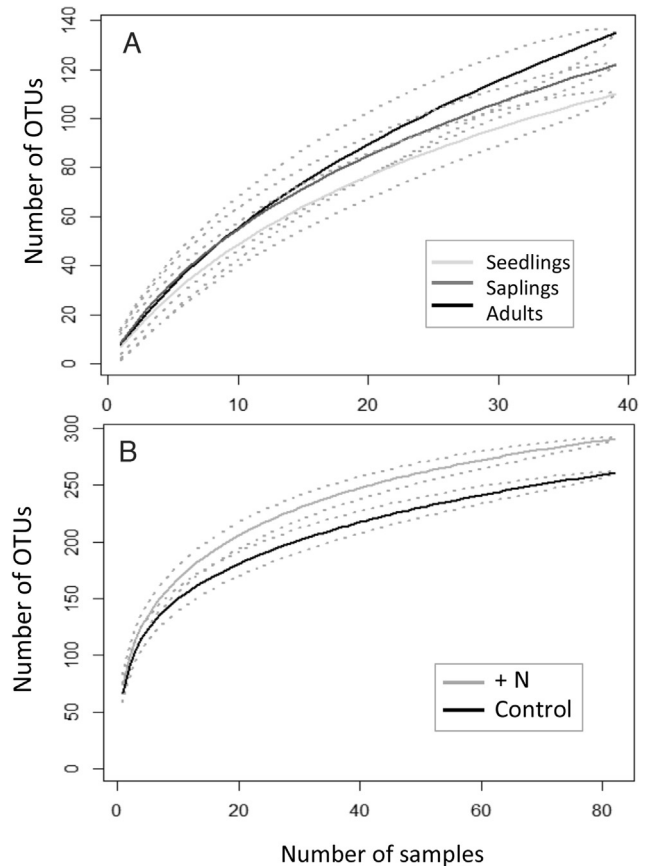 A
Number of OTUs
140
120
100
80
60
40
20
0
Seedlings
Saplings
Adults
0 10 20 30 40
B
Number of OTUs
300
250
200
150
100
50
0
+ N
Control
0 20 40 60 80
Number of samples